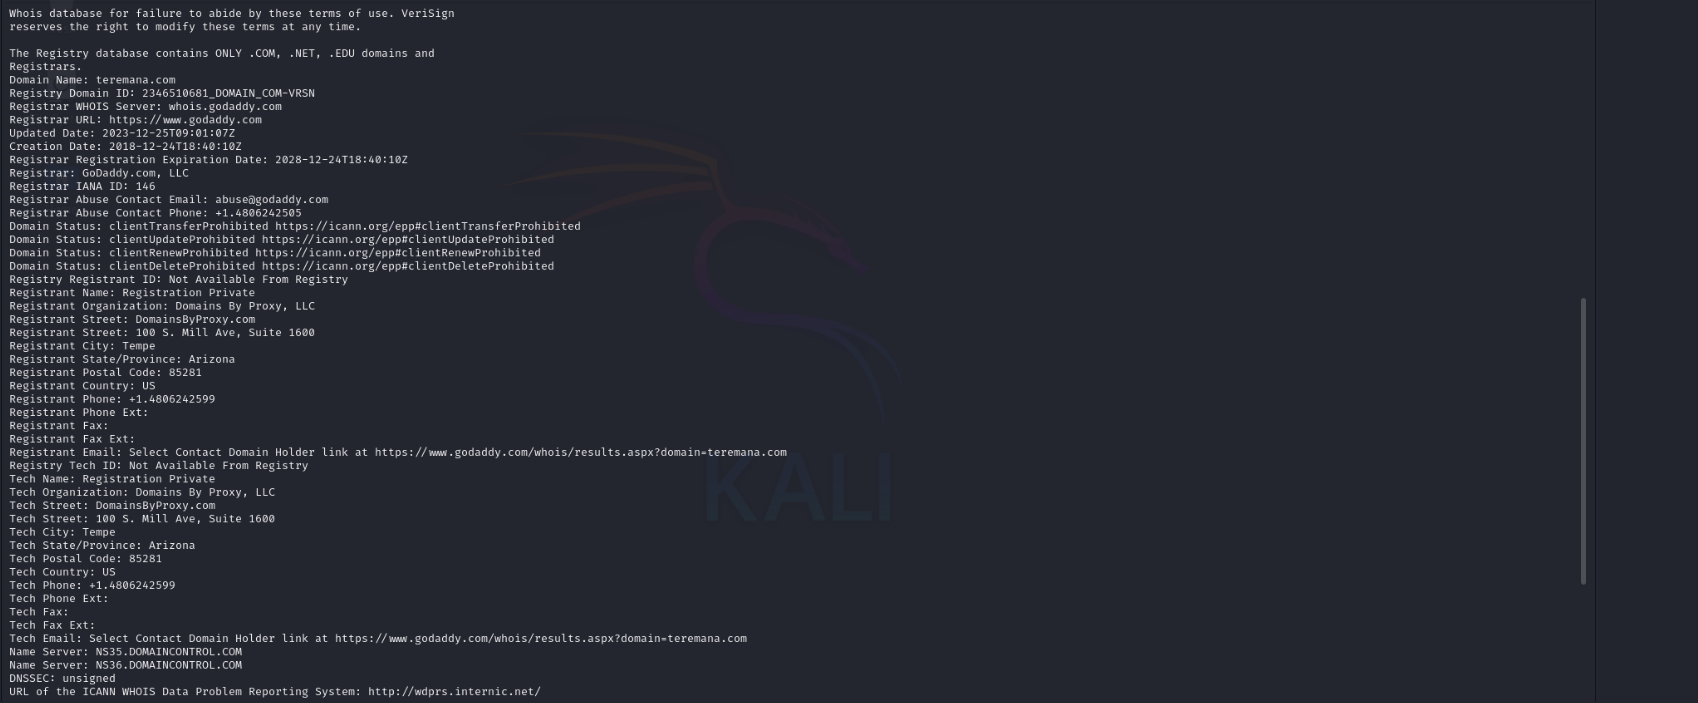 Whois database for failure to abide by these terms of use. VeriSign
reserves the right to modify these terms at any time.
The Registry database contains ONLY .COM, .NET, .EDU domains and
Registrars.
Domain Name: teremana.com
Registry Domain ID: 2346510681_DOMAIN_COM-VRSN
Registrar WHOIS Server: whois.godaddy.com
Registrar URL: https://www.godaddy.com
Updated Date: 2023-12-25T09:01:07Z
Creation Date: 2018-12-24T18:40:10Z
Registrar Registration Expiration Date: 2028-12-24T18:40:10Z
Registrar: GoDaddy.com, LLC
Registrar IANA ID: 146
Registrar Abuse Contact Email: abuse@godaddy.com
Registrar Abuse Contact Phone: +1.4806242505
Domain Status: clientTransferProhibited https://icann.org/epp#clientTransferProhibited
Domain Status: clientUpdateProhibited https://icann.org/epp#clientUpdateProhibited
Domain Status: clientRenewProhibited https://icann.org/epp#clientRenewProhibited
Domain Status: clientDeleteProhibited https://icann.org/epp#clientDeleteProhibited
Registry Registrant ID: Not Available From Registry
Registrant Name: Registration Private
Registrant Organization: Domains By Proxy, LLC
Registrant Street: DomainsByProxy.com
Registrant Street: 100 S. Mill Ave, Suite 1600
Registrant City: Tempe
Registrant State/Province: Arizona
Registrant Postal Code: 85281
Registrant Country: US
Registrant Phone: +1.4806242599
Registrant Phone Ext:
Registrant Fax:
Registrant Fax Ext:
Registrant Email: Select Contact Domain Holder link at https://www.godaddy.com/whois/results.aspx?domain=teremana.com
Registry Tech ID: Not Available From Registry
Tech Name: Registration Private
Tech Organization: Domains By Proxy, LLC
Tech Street: DomainsByProxy.com
Tech Street: 100 S. Mill Ave, Suite 1600
Tech City: Tempe
Tech State/Province: Arizona
Tech Postal Code: 85281
Tech Country: US
Tech Phone: +1.4806242599
Tech Phone Ext:
Tech Fax:
Tech Fax Ext:
Tech Email: Select Contact Domain Holder link at https://www.godaddy.com/whois/results.aspx?domain=teremana.com
Name Server: NS35.DOMAINCONTROL.COM
Name Server: NS36.DOMAINCONTROL.COM
DNSSEC: unsigned
URL of the ICANN WHOIS Data Problem Reporting System: http://wdprs.internic.net/
KALI